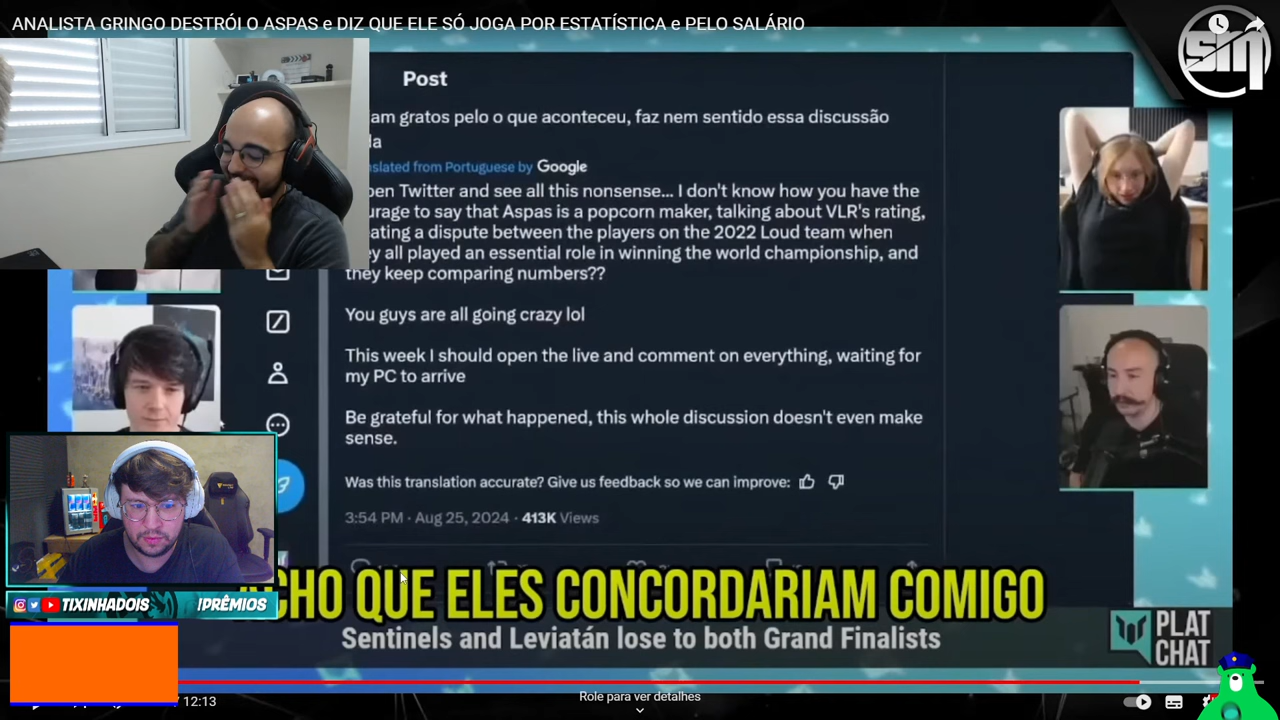 ANALISTA GRINGO DESTRÓI O ASPAS e DIZ QUE ELE SÓ JOGA POR ESTATÍSTICA e PELO SALÁRIO
Post
am gratos pelo o que aconteceu, faz nem sentido essa discussão
Translated from Portuguese by Google
open Twitter and see all this nonsense... I don't know how you have the
courage to say that Aspas is a popcorn maker, talking about VLR's rating,
creating a dispute between the players on the 2022 Loud team when
they all played an essential role in winning the world championship, and
they keep comparing numbers??
You guys are all going crazy lol
This week I should open the live and comment on everything, waiting for
my PC to arrive
Be grateful for what happened, this whole discussion doesn't even make
sense.
Was this translation accurate? Give us feedback so we can improve:
3:54 PM · Aug 25, 2024 · 413K Views
ACHO QUE ELES CONCORDARIAM COMIGO
TIXINHADOIS
!PRÊMIOS
Sentinels and Leviatán lose to both Grand Finalists
PLAT
CHAT
/ 12:13
Role para ver detalhes